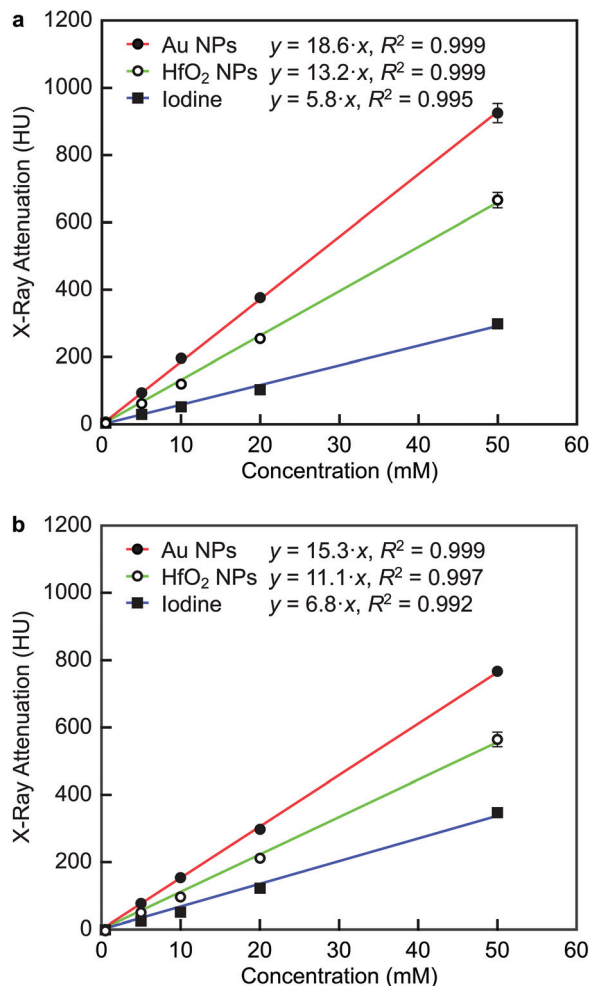 a
1200
Au NPs y = 18.6·x, R² = 0.999
HfO₂ NPs y = 13.2·x, R² = 0.999
Iodine y = 5.8·x, R² = 0.995
1000
800
600
400
200
0
X-Ray Attenuation (HU)
0 10 20 30 40 50 60
Concentration (mM)
b
1200
Au NPs y = 15.3·x, R² = 0.999
HfO₂ NPs y = 11.1·x, R² = 0.997
Iodine y = 6.8·x, R² = 0.992
1000
800
600
400
200
0
X-Ray Attenuation (HU)
0 10 20 30 40 50 60
Concentration (mM)